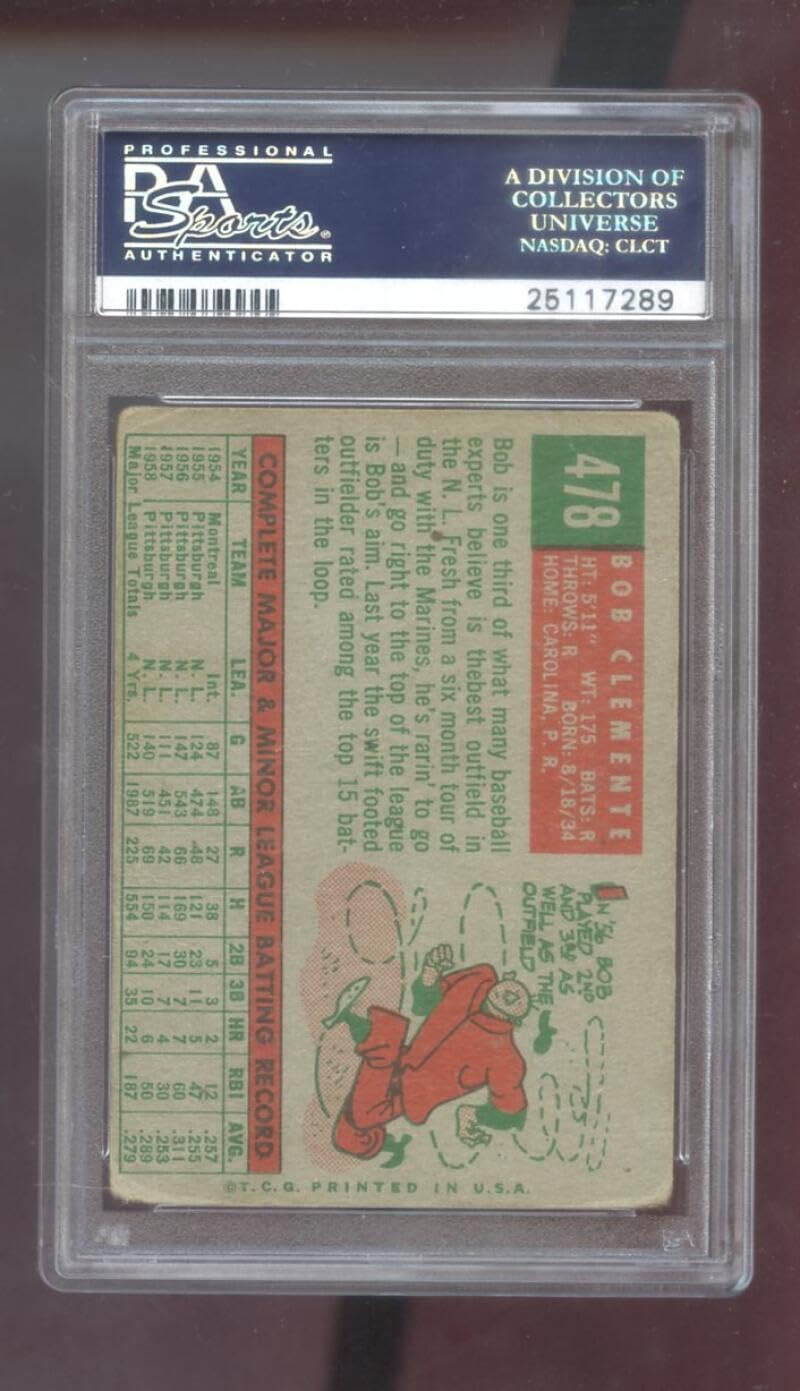 PROFESSIONAL
PSA
Sports
AUTHENTICATOR
A DIVISION OF
COLLECTORS
UNIVERSE
NASDAQ: CLCT
25117289
478
BOB CLEMENTE
HT: 5'11" WT: 175 BATS: R
THROWS: R BORN: 8/18/34
HOME: CAROLINA, P. R.
Bob is one third of what many baseball
experts believe is thebest outfield in
the N. L. Fresh from a six month tour of
duty with the Marines, he's rarin' to go
— and go right to the top of the league
is Bob's aim. Last year the swift footed
outfielder rated among the top 15 bat-
ters in the loop.
IN '56 BOB
PLAYED 2ND
AND 3RD AS
WELL AS THE
OUTFIELD
COMPLETE MAJOR & MINOR LEAGUE BATTING RECORD
YEAR TEAM LEA. G AB R H 2B 3B HR RBI AVG.
1954 Montreal Int. 87 148 27 38 5 3 2 12 .257
1955 Pittsburgh N. L. 124 474 48 121 23 11 5 47 .255
1956 Pittsburgh N. L. 147 543 66 169 30 7 7 60 .311
1957 Pittsburgh N. L. 111 451 42 114 17 7 4 30 .253
1958 Pittsburgh N. L. 140 519 69 150 24 10 6 50 .289
Major League Totals 4 Yrs. 522 1987 225 554 94 35 22 187 .279
©T. C. G. PRINTED IN U.S.A.